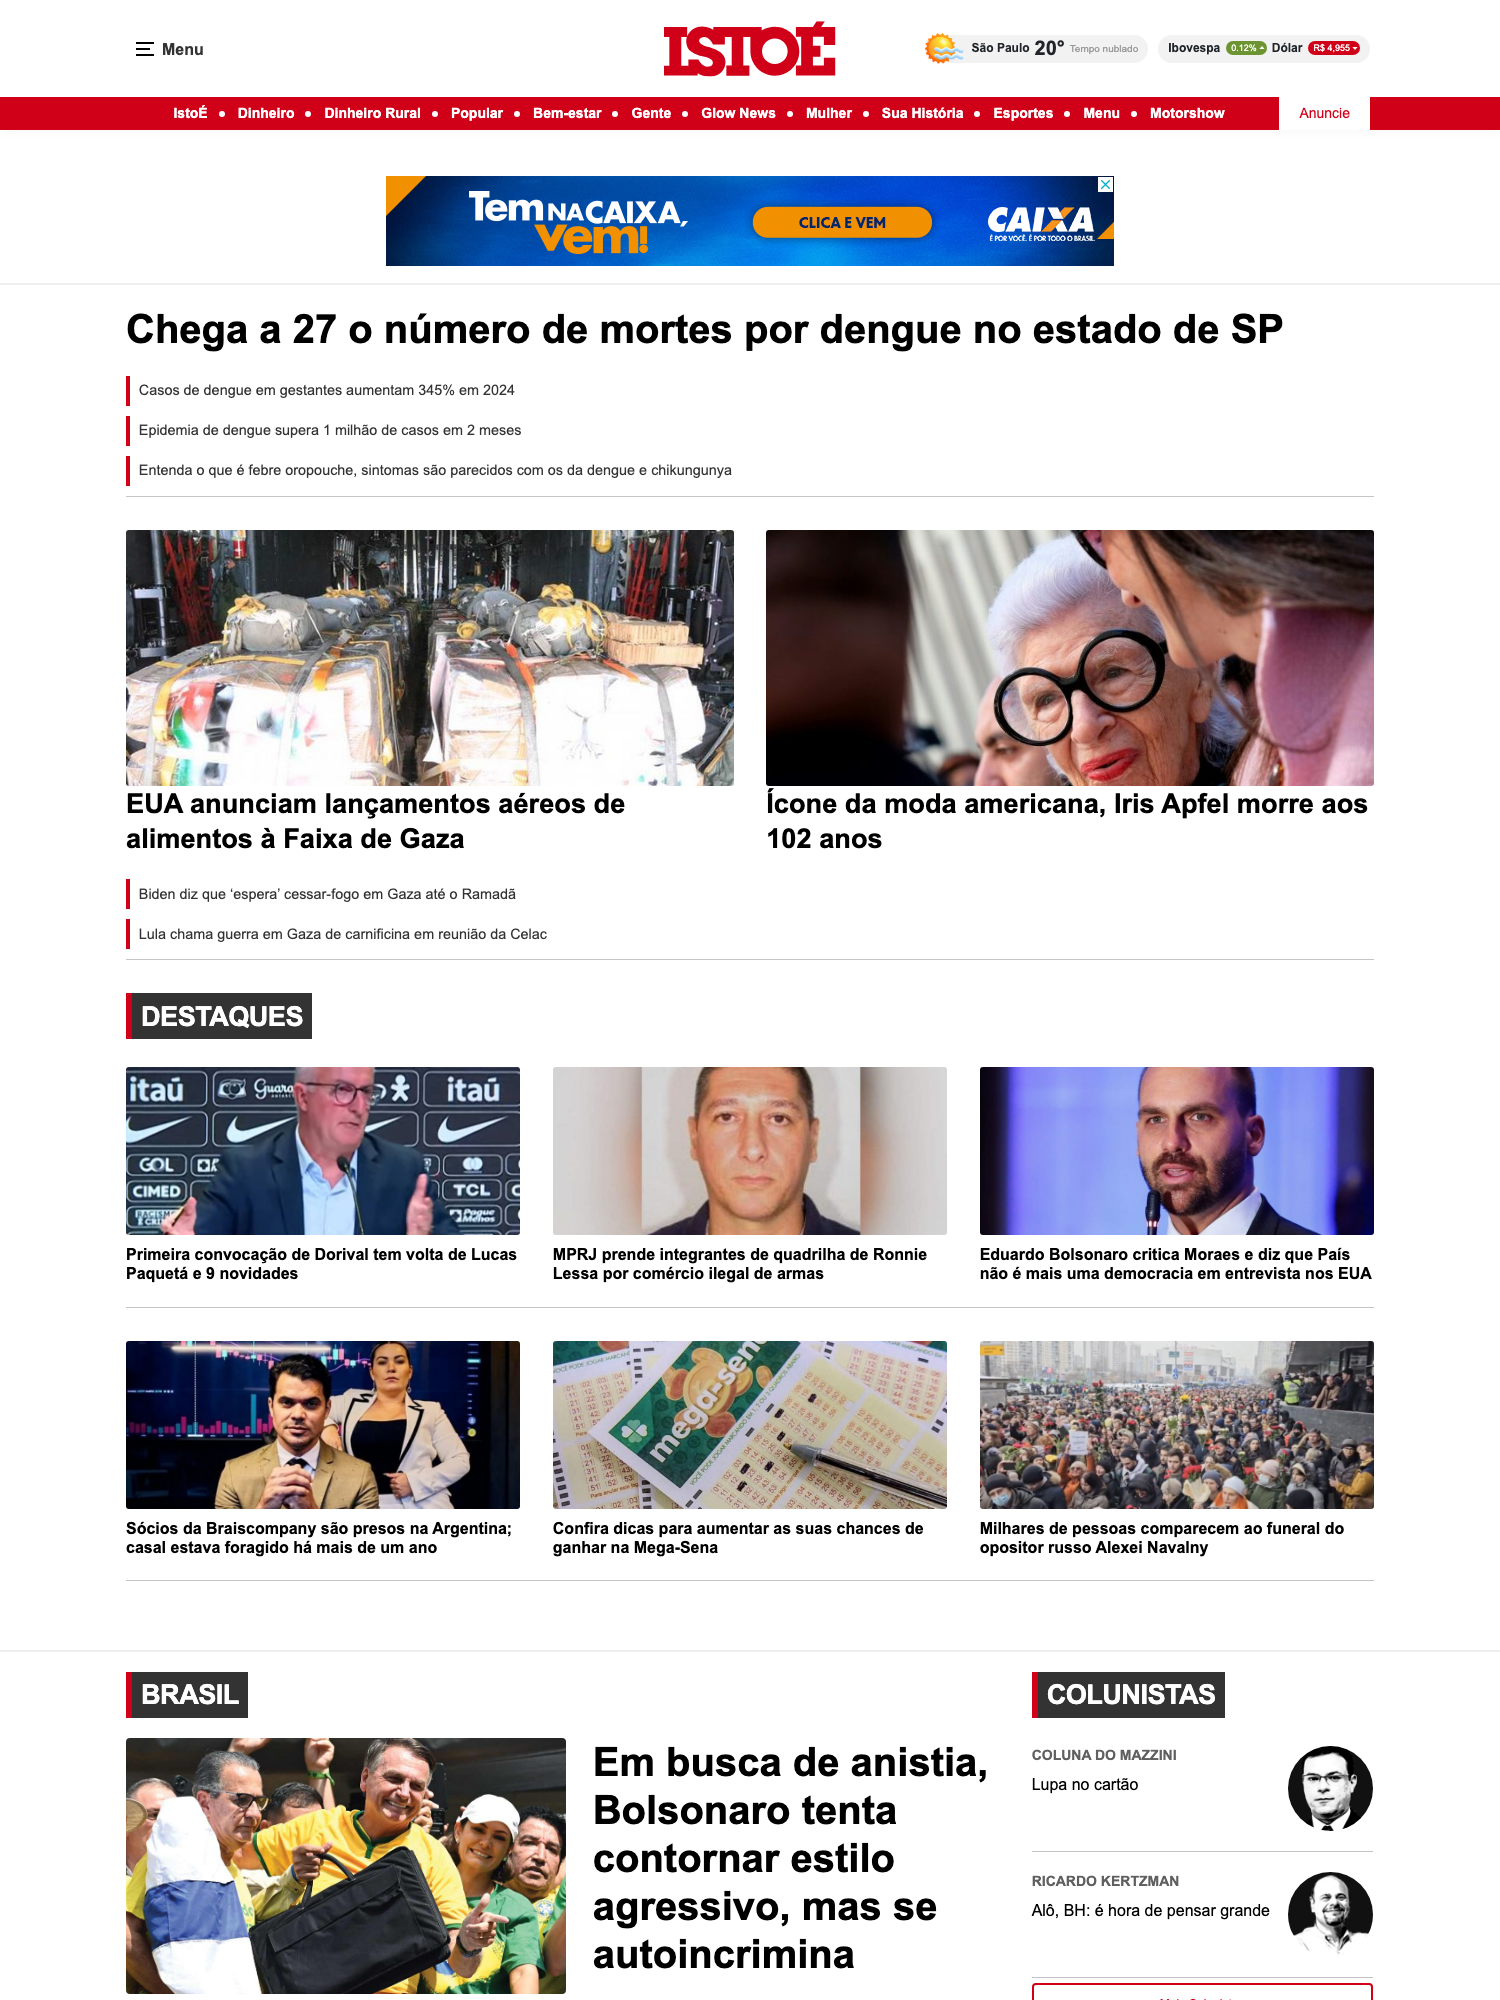 Menu
ISTOÉ
São Paulo 20° Tempo nublado
Ibovespa 0.12% Dólar R$ 4,955
IstoÉ • Dinheiro • Dinheiro Rural • Popular • Bem-estar • Gente • Glow News • Mulher • Sua História • Esportes • Menu • Motorshow
Anuncie
Tem NA CAIXA,
vem!
CLICA E VEM
CAIXA
É POR VOCÊ. É POR TODO O BRASIL.
Chega a 27 o número de mortes por dengue no estado de SP
Casos de dengue em gestantes aumentam 345% em 2024
Epidemia de dengue supera 1 milhão de casos em 2 meses
Entenda o que é febre oropouche, sintomas são parecidos com os da dengue e chikungunya
EUA anunciam lançamentos aéreos de
alimentos à Faixa de Gaza
Ícone da moda americana, Iris Apfel morre aos
102 anos
Biden diz que ‘espera’ cessar-fogo em Gaza até o Ramadã
Lula chama guerra em Gaza de carnificina em reunião da Celac
DESTAQUES
itaú
Guara
itaú
GOL
CIMED
TCL
Pague Menos
Primeira convocação de Dorival tem volta de Lucas
Paquetá e 9 novidades
MPRJ prende integrantes de quadrilha de Ronnie
Lessa por comércio ilegal de armas
Eduardo Bolsonaro critica Moraes e diz que País
não é mais uma democracia em entrevista nos EUA
mega-sena
Sócios da Braiscompany são presos na Argentina;
casal estava foragido há mais de um ano
Confira dicas para aumentar as suas chances de
ganhar na Mega-Sena
Milhares de pessoas comparecem ao funeral do
opositor russo Alexei Navalny
BRASIL
Em busca de anistia,
Bolsonaro tenta
contornar estilo
agressivo, mas se
autoincrimina
COLUNISTAS
COLUNA DO MAZZINI
Lupa no cartão
RICARDO KERTZMAN
Alô, BH: é hora de pensar grande